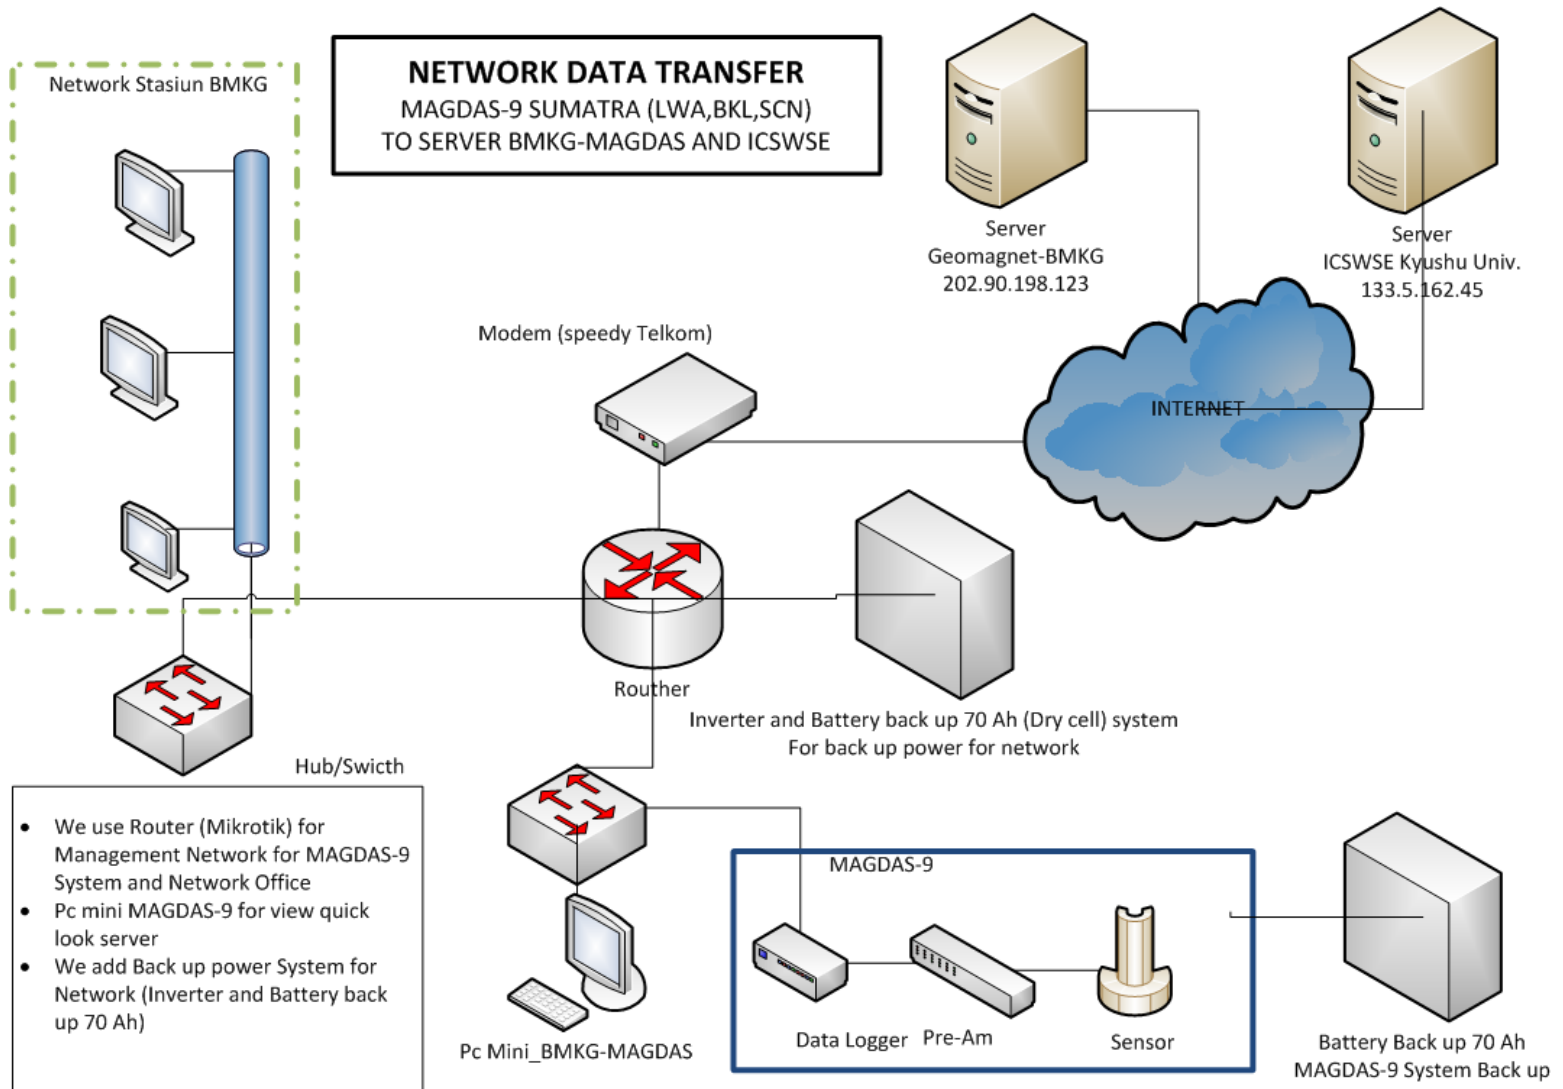 Network Stasiun BMKG
NETWORK DATA TRANSFER
MAGDAS-9 SUMATRA (LWA,BKL,SCN)
TO SERVER BMKG-MAGDAS AND ICSWSE
Server
Geomagnet-BMKG
202.90.198.123
Server
ICSWSE Kyushu Univ.
133.5.162.45
Modem (speedy Telkom)
INTERNET
Routher
Inverter and Battery back up 70 Ah (Dry cell) system
For back up power for network
Hub/Swicth
• We use Router (Mikrotik) for
Management Network for MAGDAS-9
System and Network Office
• Pc mini MAGDAS-9 for view quick
look server
• We add Back up power System for
Network (Inverter and Battery back
up 70 Ah)
Pc Mini_BMKG-MAGDAS
MAGDAS-9
Data Logger
Pre-Am
Sensor
Battery Back up 70 Ah
MAGDAS-9 System Back up